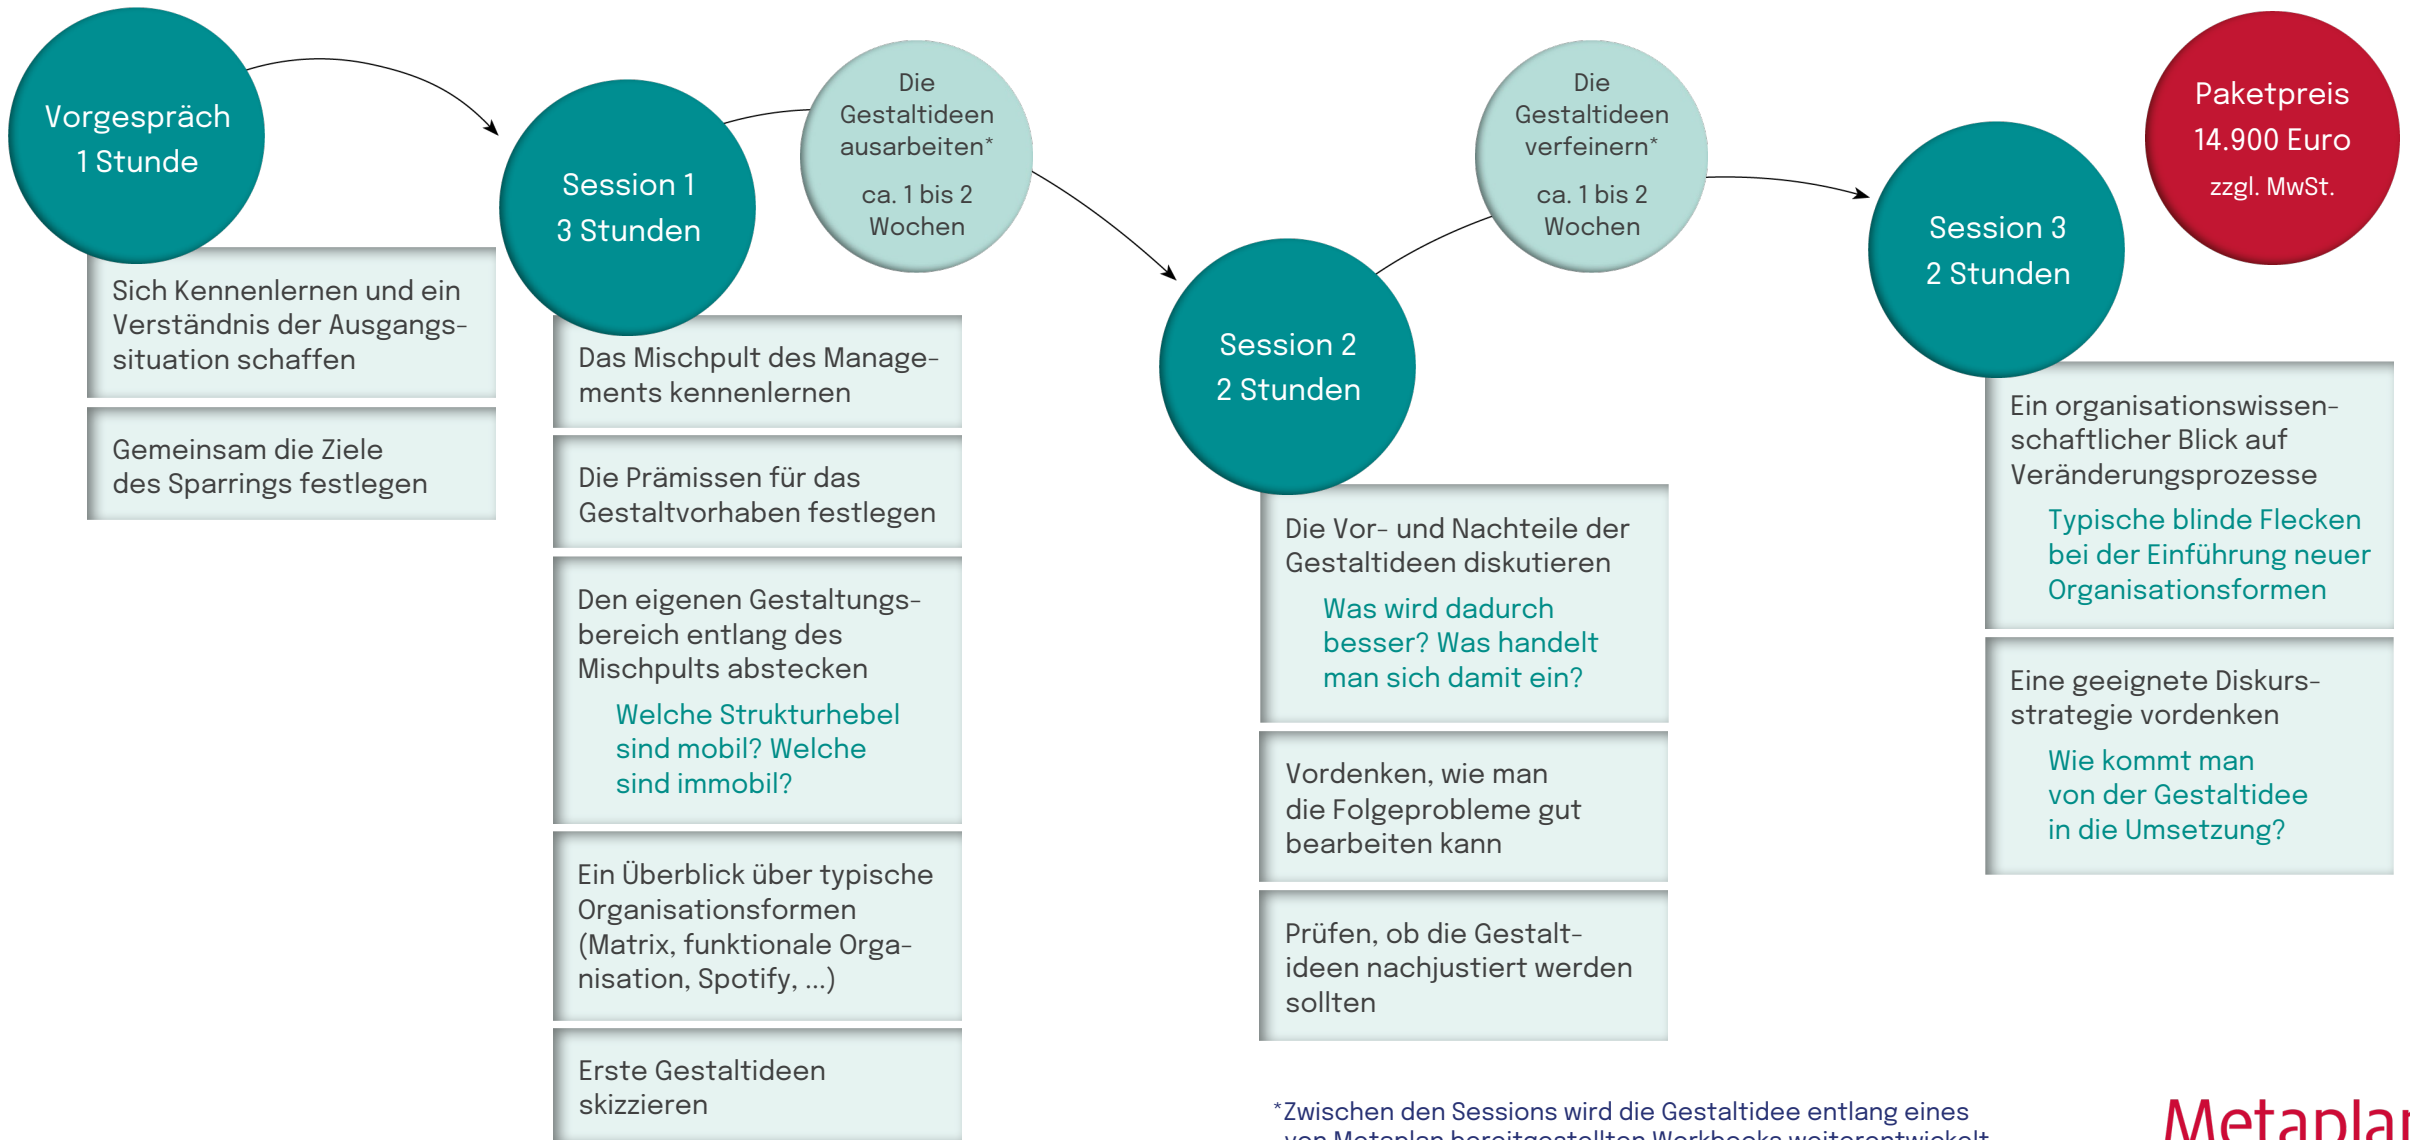 Vorgespräch
1 Stunde
Sich Kennenlernen und ein
Verständnis der Ausgangs-
situation schaffen
Gemeinsam die Ziele
des Sparrings festlegen
Session 1
3 Stunden
Das Mischpult des Manage-
ments kennenlernen
Die Prämissen für das
Gestaltvorhaben festlegen
Den eigenen Gestaltungs-
bereich entlang des
Mischpults abstecken
Welche Strukturhebel
sind mobil? Welche
sind immobil?
Ein Überblick über typische
Organisationsformen
(Matrix, funktionale Orga-
nisation, Spotify, ...)
Erste Gestaltideen
skizzieren
Die
Gestaltideen
ausarbeiten*
ca. 1 bis 2
Wochen
Session 2
2 Stunden
Die Vor- und Nachteile der
Gestaltideen diskutieren
Was wird dadurch
besser? Was handelt
man sich damit ein?
Vordenken, wie man
die Folgeprobleme gut
bearbeiten kann
Prüfen, ob die Gestalt-
ideen nachjustiert werden
sollten
Die
Gestaltideen
verfeinern*
ca. 1 bis 2
Wochen
Session 3
2 Stunden
Ein organisationswissen-
schaftlicher Blick auf
Veränderungsprozesse
Typische blinde Flecken
bei der Einführung neuer
Organisationsformen
Eine geeignete Diskurs-
strategie vordenken
Wie kommt man
von der Gestaltidee
in die Umsetzung?
Paketpreis
14.900 Euro
zzgl. MwSt.
*Zwischen den Sessions wird die Gestaltidee entlang eines
von Metaplan bereitgestellten Workbooks weiterentwickelt
Metaplan